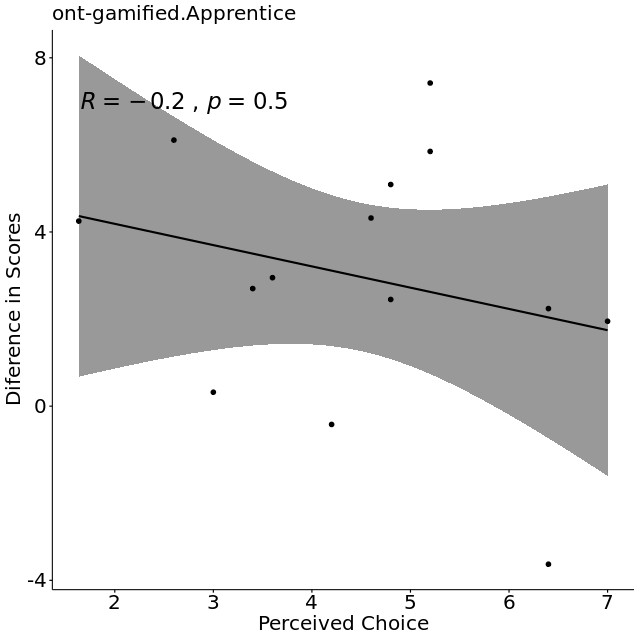 ont-gamified.Apprentice
R = −0.2 , p = 0.5
8
4
0
-4
Diference in Scores
2 3 4 5 6 7
Perceived Choice